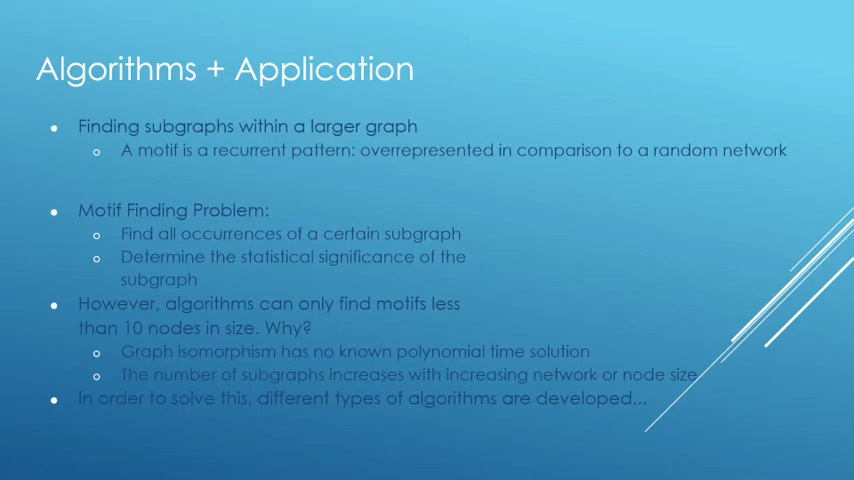 Algorithms + Application
Finding subgraphs within a larger graph
A motif is a recurrent pattern: overrepresented in comparison to a random network
Motif Finding Problem:
Find all occurrences of a certain subgraph
Determine the statistical significance of the
subgraph
However, algorithms can only find motifs less
than 10 nodes in size. Why?
Graph isomorphism has no known polynomial time solution
The number of subgraphs increases with increasing network or node size
In order to solve this, different types of algorithms are developed...